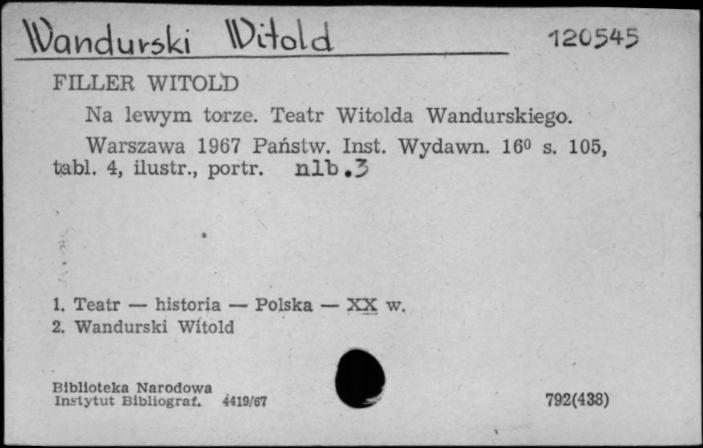 Wandurski Witold 120545
FILLER WITOLD
Na lewym torze. Teatr Witolda Wandurskiego.
Warszawa 1967 Państw. Inst. Wydawn. 16⁰ s. 105,
tabl. 4, ilustr., portr. nlb.3
1. Teatr — historia — Polska — XX w.
2. Wandurski Witold
Biblioteka Narodowa
Instytut Bibliograf. 4419/67 792(438)